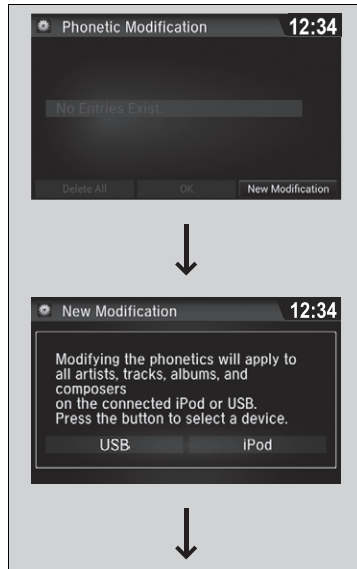 Phonetic Modification
12:34
No Entries Exist.
Delete All
OK
New Modification
New Modification
12:34
Modifying the phonetics will apply to
all artists, tracks, albums, and
composers
on the connected iPod or USB.
Press the button to select a device.
USB
iPod